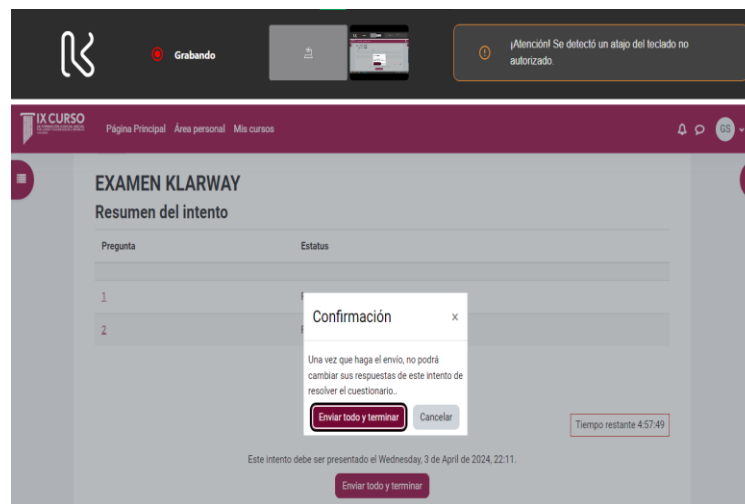 Grabando
¡Atención! Se detectó un atajo del teclado no
autorizado.
IX CURSO
Página Principal Área personal Mis cursos
GS
EXAMEN KLARWAY
Resumen del intento
Pregunta Estatus
1
2
Confirmación ×
Una vez que haga el envío, no podrá
cambiar sus respuestas de este intento de
resolver el cuestionario..
Enviar todo y terminar Cancelar
Tiempo restante 4:57:49
Este intento debe ser presentado el Wednesday, 3 de April de 2024, 22:11.
Enviar todo y terminar